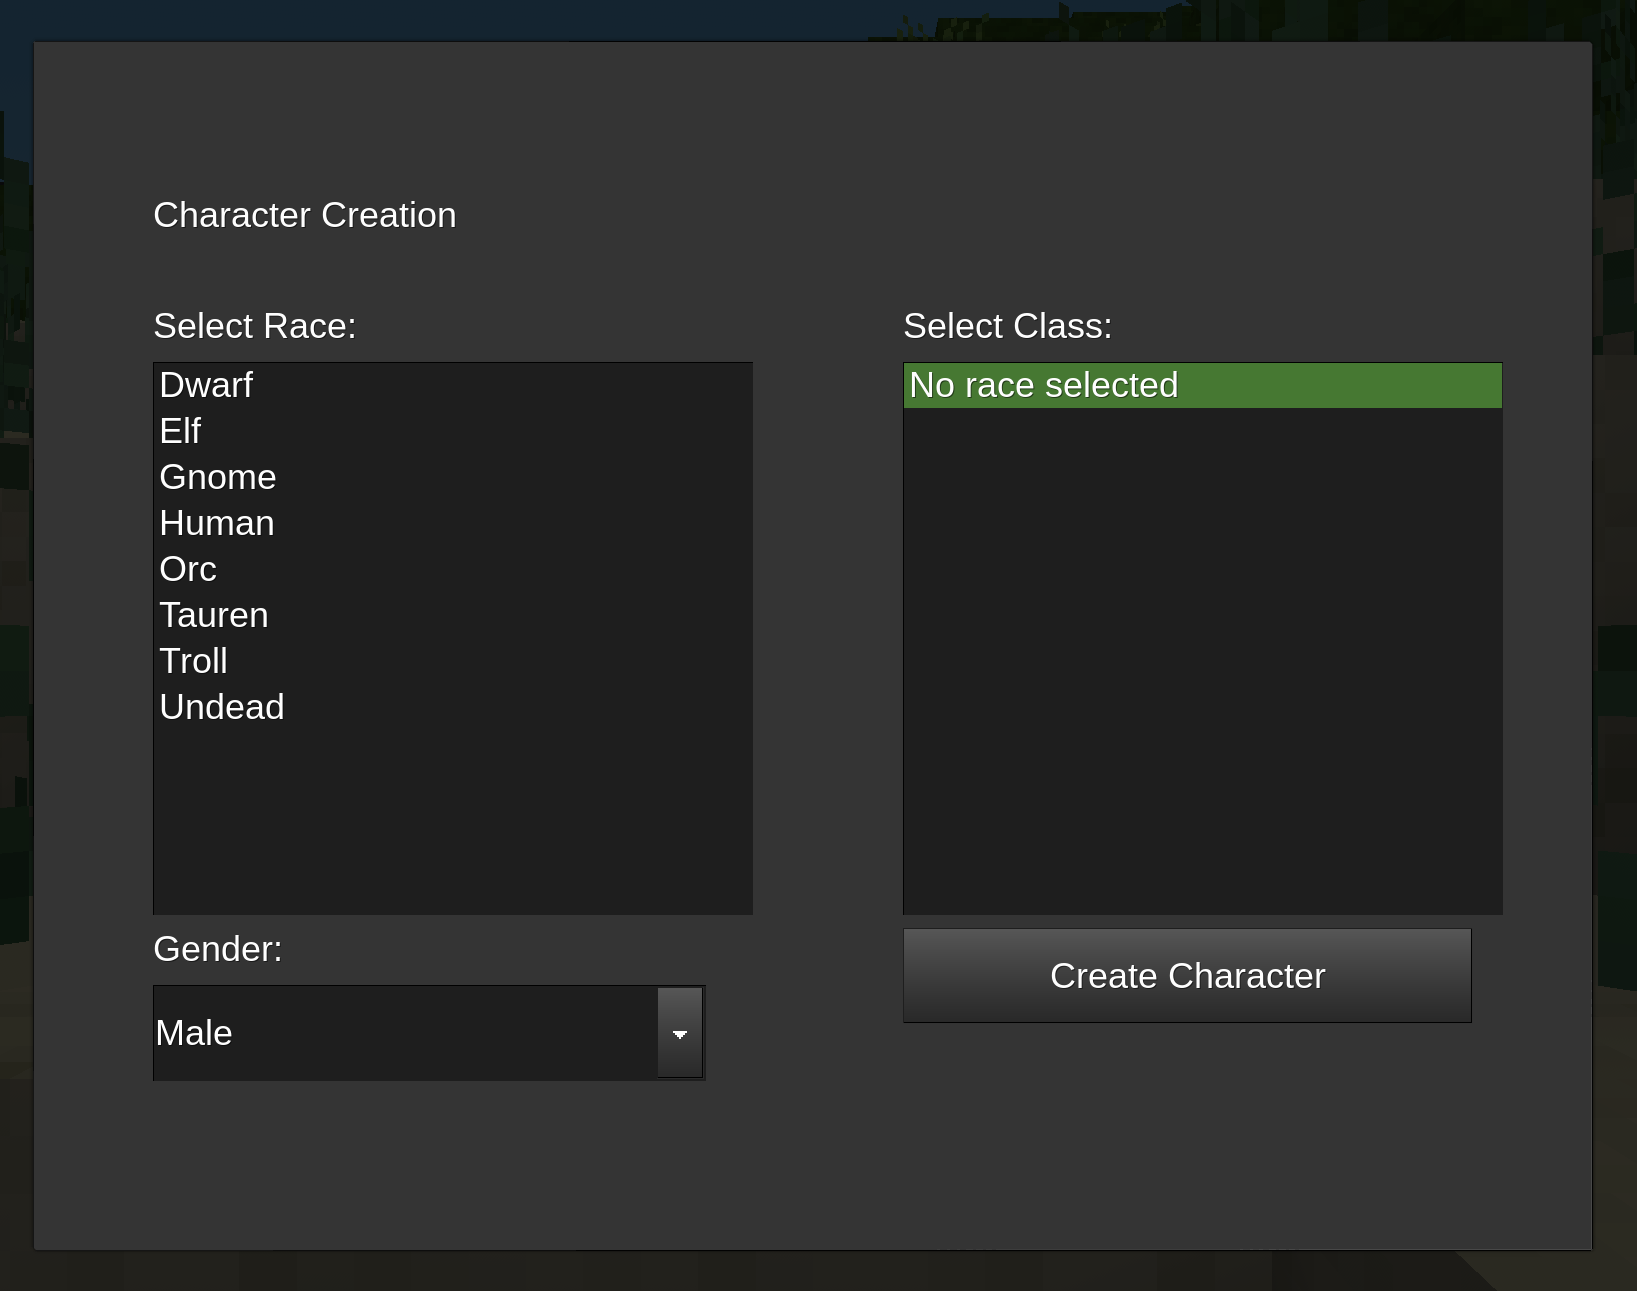 Character Creation
Select Race:
Dwarf
Elf
Gnome
Human
Orc
Tauren
Troll
Undead
Gender:
Male
Select Class:
No race selected
Create Character